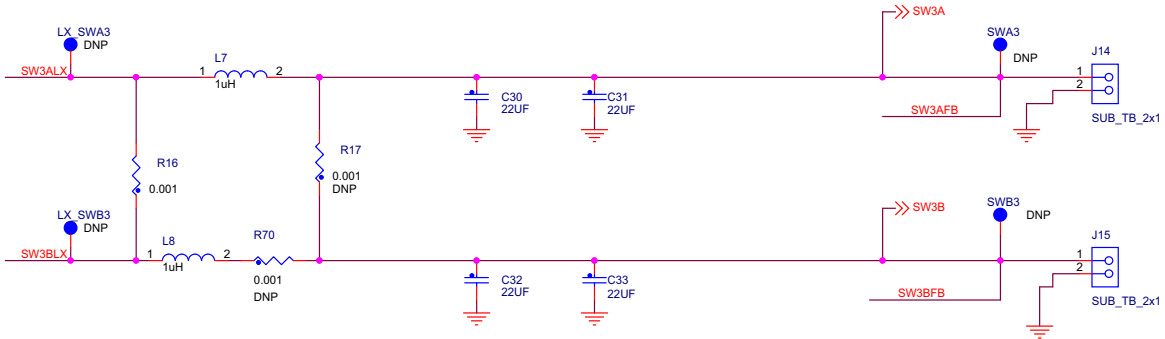 SW3A
LX_SWA3
DNP
SWA3
DNP
J14
L7
SW3ALX
1
2
1uH
1
2
C30
22UF
C31
22UF
SW3AFB
SUB_TB_2x1
R16
0.001
R17
0.001
DNP
LX_SWB3
DNP
SW3B
SWB3
DNP
L8
R70
J15
SW3BLX
1
2
1uH
0.001
DNP
1
2
C32
22UF
C33
22UF
SW3BFB
SUB_TB_2x1